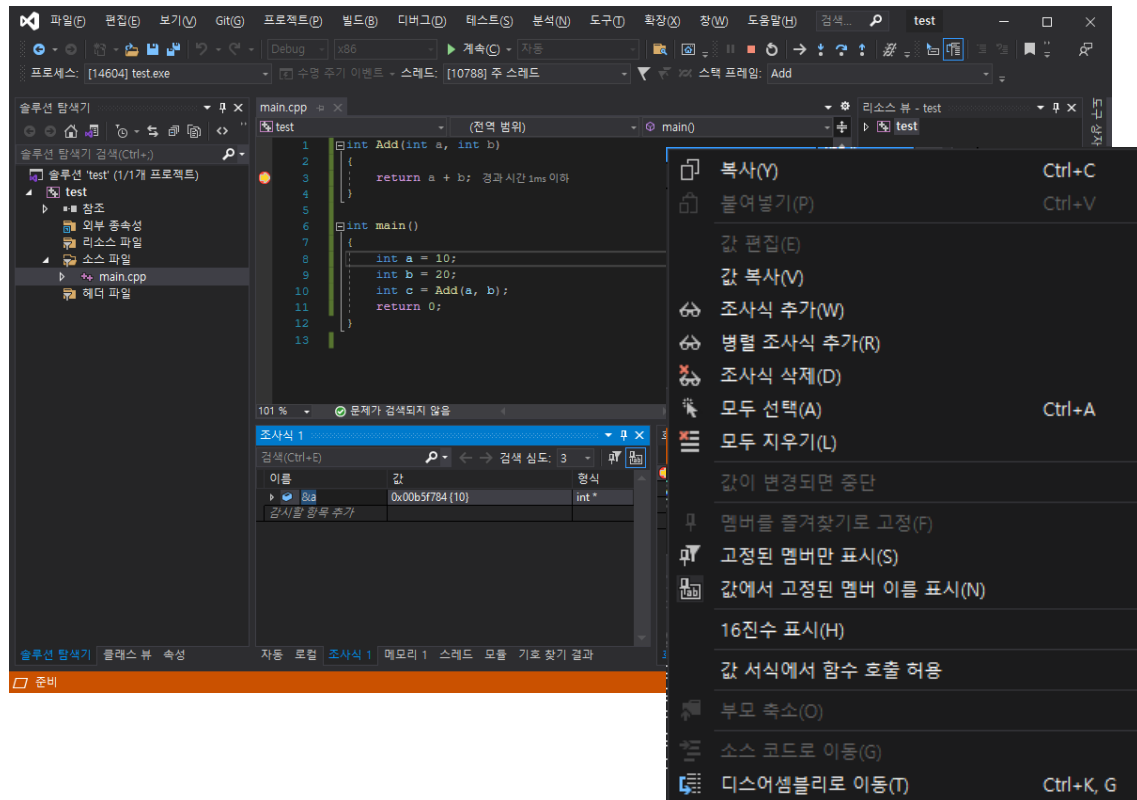 파일(F) 편집(E) 보기(V) Git(G) 프로젝트(P) 빌드(B) 디버그(D) 테스트(S) 분석(N) 도구(T) 확장(X) 창(W) 도움말(H) 검색... test
Debug x86 계속(C) 자동
프로세스: [14604] test.exe 수명 주기 이벤트 스레드: [10788] 주 스레드 스택 프레임: Add
솔루션 탐색기
솔루션 탐색기 검색(Ctrl+;)
솔루션 'test' (1/1개 프로젝트)
test
참조
외부 종속성
리소스 파일
소스 파일
main.cpp
헤더 파일
솔루션 탐색기 클래스 뷰 속성
main.cpp
test (전역 범위) main()
1 int Add(int a, int b)
2 {
3 return a + b; 경과 시간 1ms 이하
4 }
5
6 int main()
7 {
8 int a = 10;
9 int b = 20;
10 int c = Add(a, b);
11 return 0;
12 }
13
101 % 문제가 검색되지 않음
조사식 1
검색(Ctrl+E) 검색 심도: 3
이름 값 형식
&a 0x00b5f784 {10} int *
감시할 항목 추가
자동 로컬 조사식 1 메모리 1 스레드 모듈 기호 찾기 결과
리소스 뷰 - test
test
도구 상자
복사(Y) Ctrl+C
붙여넣기(P) Ctrl+V
값 편집(E)
값 복사(V)
조사식 추가(W)
병렬 조사식 추가(R)
조사식 삭제(D)
모두 선택(A) Ctrl+A
모두 지우기(L)
값이 변경되면 중단
멤버를 즐겨찾기로 고정(F)
고정된 멤버만 표시(S)
값에서 고정된 멤버 이름 표시(N)
16진수 표시(H)
값 서식에서 함수 호출 허용
부모 축소(O)
소스 코드로 이동(G)
디스어셈블리로 이동(T) Ctrl+K, G
준비